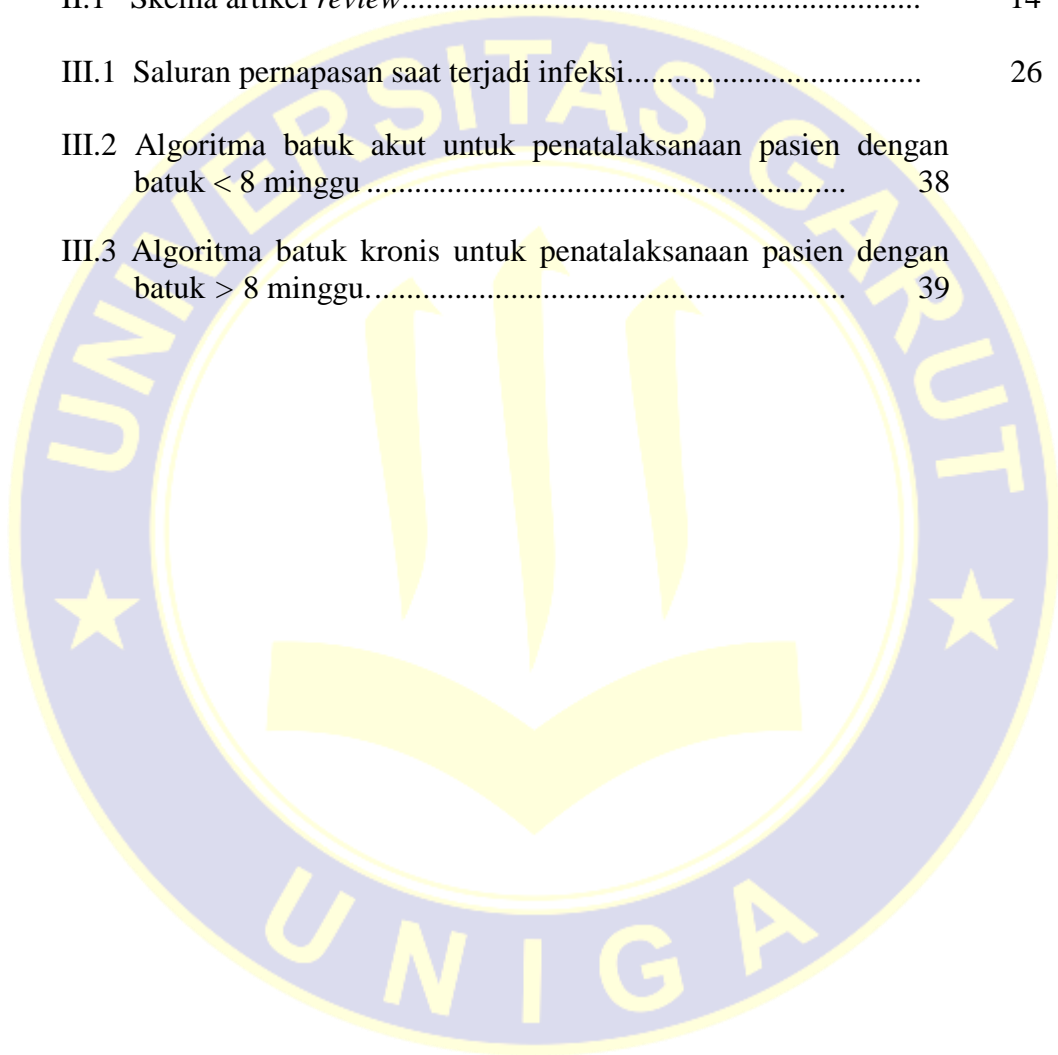 II.1 Skema artikel review................................................................ 14
III.1 Saluran pernapasan saat terjadi infeksi..................................... 26
III.2 Algoritma batuk akut untuk penatalaksanaan pasien dengan
batuk < 8 minggu ............................................................ 38
III.3 Algoritma batuk kronis untuk penatalaksanaan pasien dengan
batuk > 8 minggu............................................................ 39
UNIVERSITAS GARUT
UNIGA